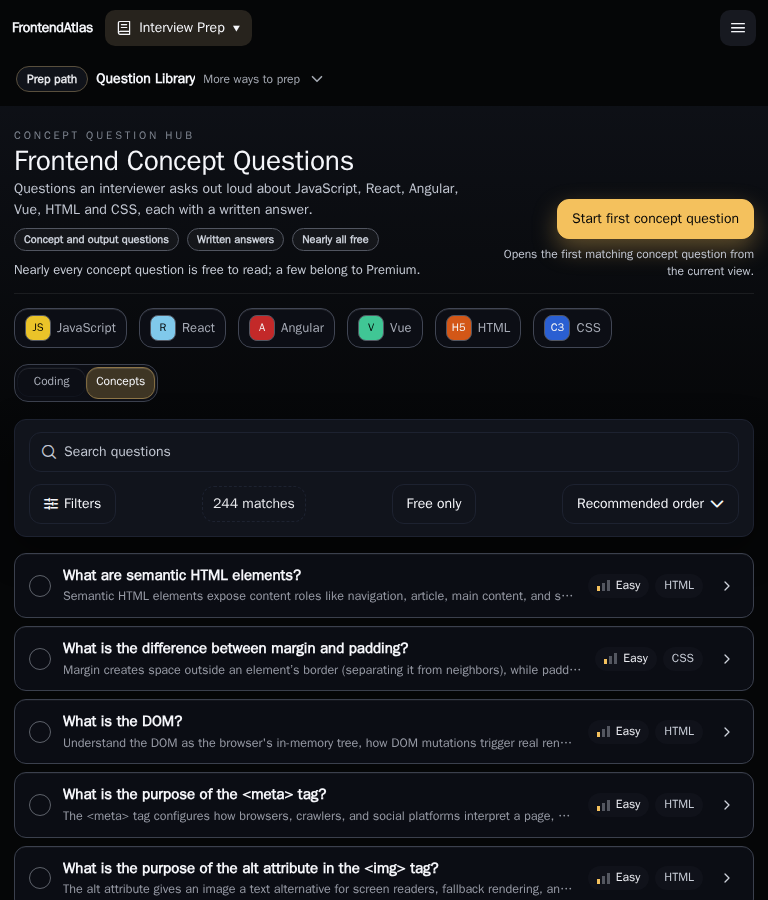 FrontendAtlas
Interview Prep ▾
Prep path
Question Library
More ways to prep
CONCEPT QUESTION HUB
Frontend Concept Questions
Questions an interviewer asks out loud about JavaScript, React, Angular,
Vue, HTML and CSS, each with a written answer.
Concept and output questions
Written answers
Nearly all free
Nearly every concept question is free to read; a few belong to Premium.
Start first concept question
Opens the first matching concept question from
the current view.
JS JavaScript
R React
A Angular
V Vue
H5 HTML
C3 CSS
Coding
Concepts
Search questions
Filters
244 matches
Free only
Recommended order
What are semantic HTML elements?
Semantic HTML elements expose content roles like navigation, article, main content, and s…
Easy
HTML
What is the difference between margin and padding?
Margin creates space outside an element's border (separating it from neighbors), while padd…
Easy
CSS
What is the DOM?
Understand the DOM as the browser's in-memory tree, how DOM mutations trigger real ren…
Easy
HTML
What is the purpose of the <meta> tag?
The <meta> tag configures how browsers, crawlers, and social platforms interpret a page, …
Easy
HTML
What is the purpose of the alt attribute in the <img> tag?
The alt attribute gives an image a text alternative for screen readers, fallback rendering, an…
Easy
HTML